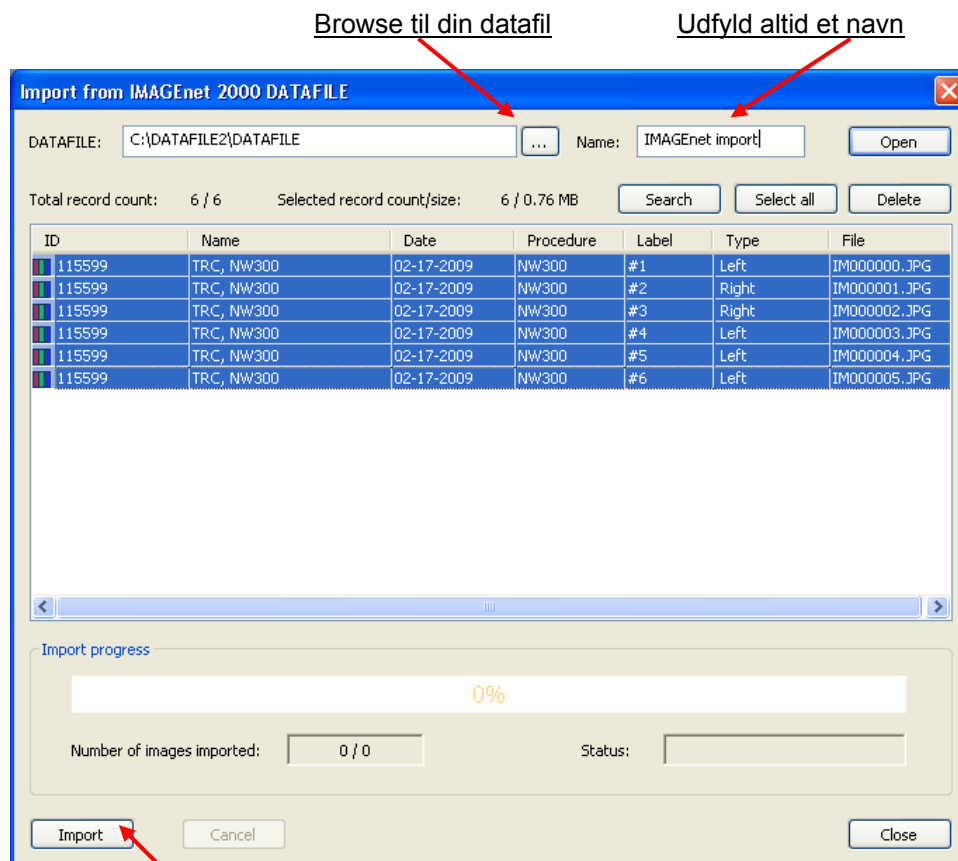 Browse til din datafil Udfyld altid et navn
Import from IMAGEnet 2000 DATAFILE
DATAFILE: C:\DATAFILE2\DATAFILE ... Name: IMAGEnet import Open
Total record count: 6 / 6 Selected record count/size: 6 / 0.76 MB Search Select all Delete
ID Name Date Procedure Label Type File
115599 TRC, NW300 02-17-2009 NW300 #1 Left IM000000.JPG
115599 TRC, NW300 02-17-2009 NW300 #2 Right IM000001.JPG
115599 TRC, NW300 02-17-2009 NW300 #3 Right IM000002.JPG
115599 TRC, NW300 02-17-2009 NW300 #4 Left IM000003.JPG
115599 TRC, NW300 02-17-2009 NW300 #5 Left IM000004.JPG
115599 TRC, NW300 02-17-2009 NW300 #6 Left IM000005.JPG
Import progress
0%
Number of images imported: 0 / 0 Status:
Import Cancel Close